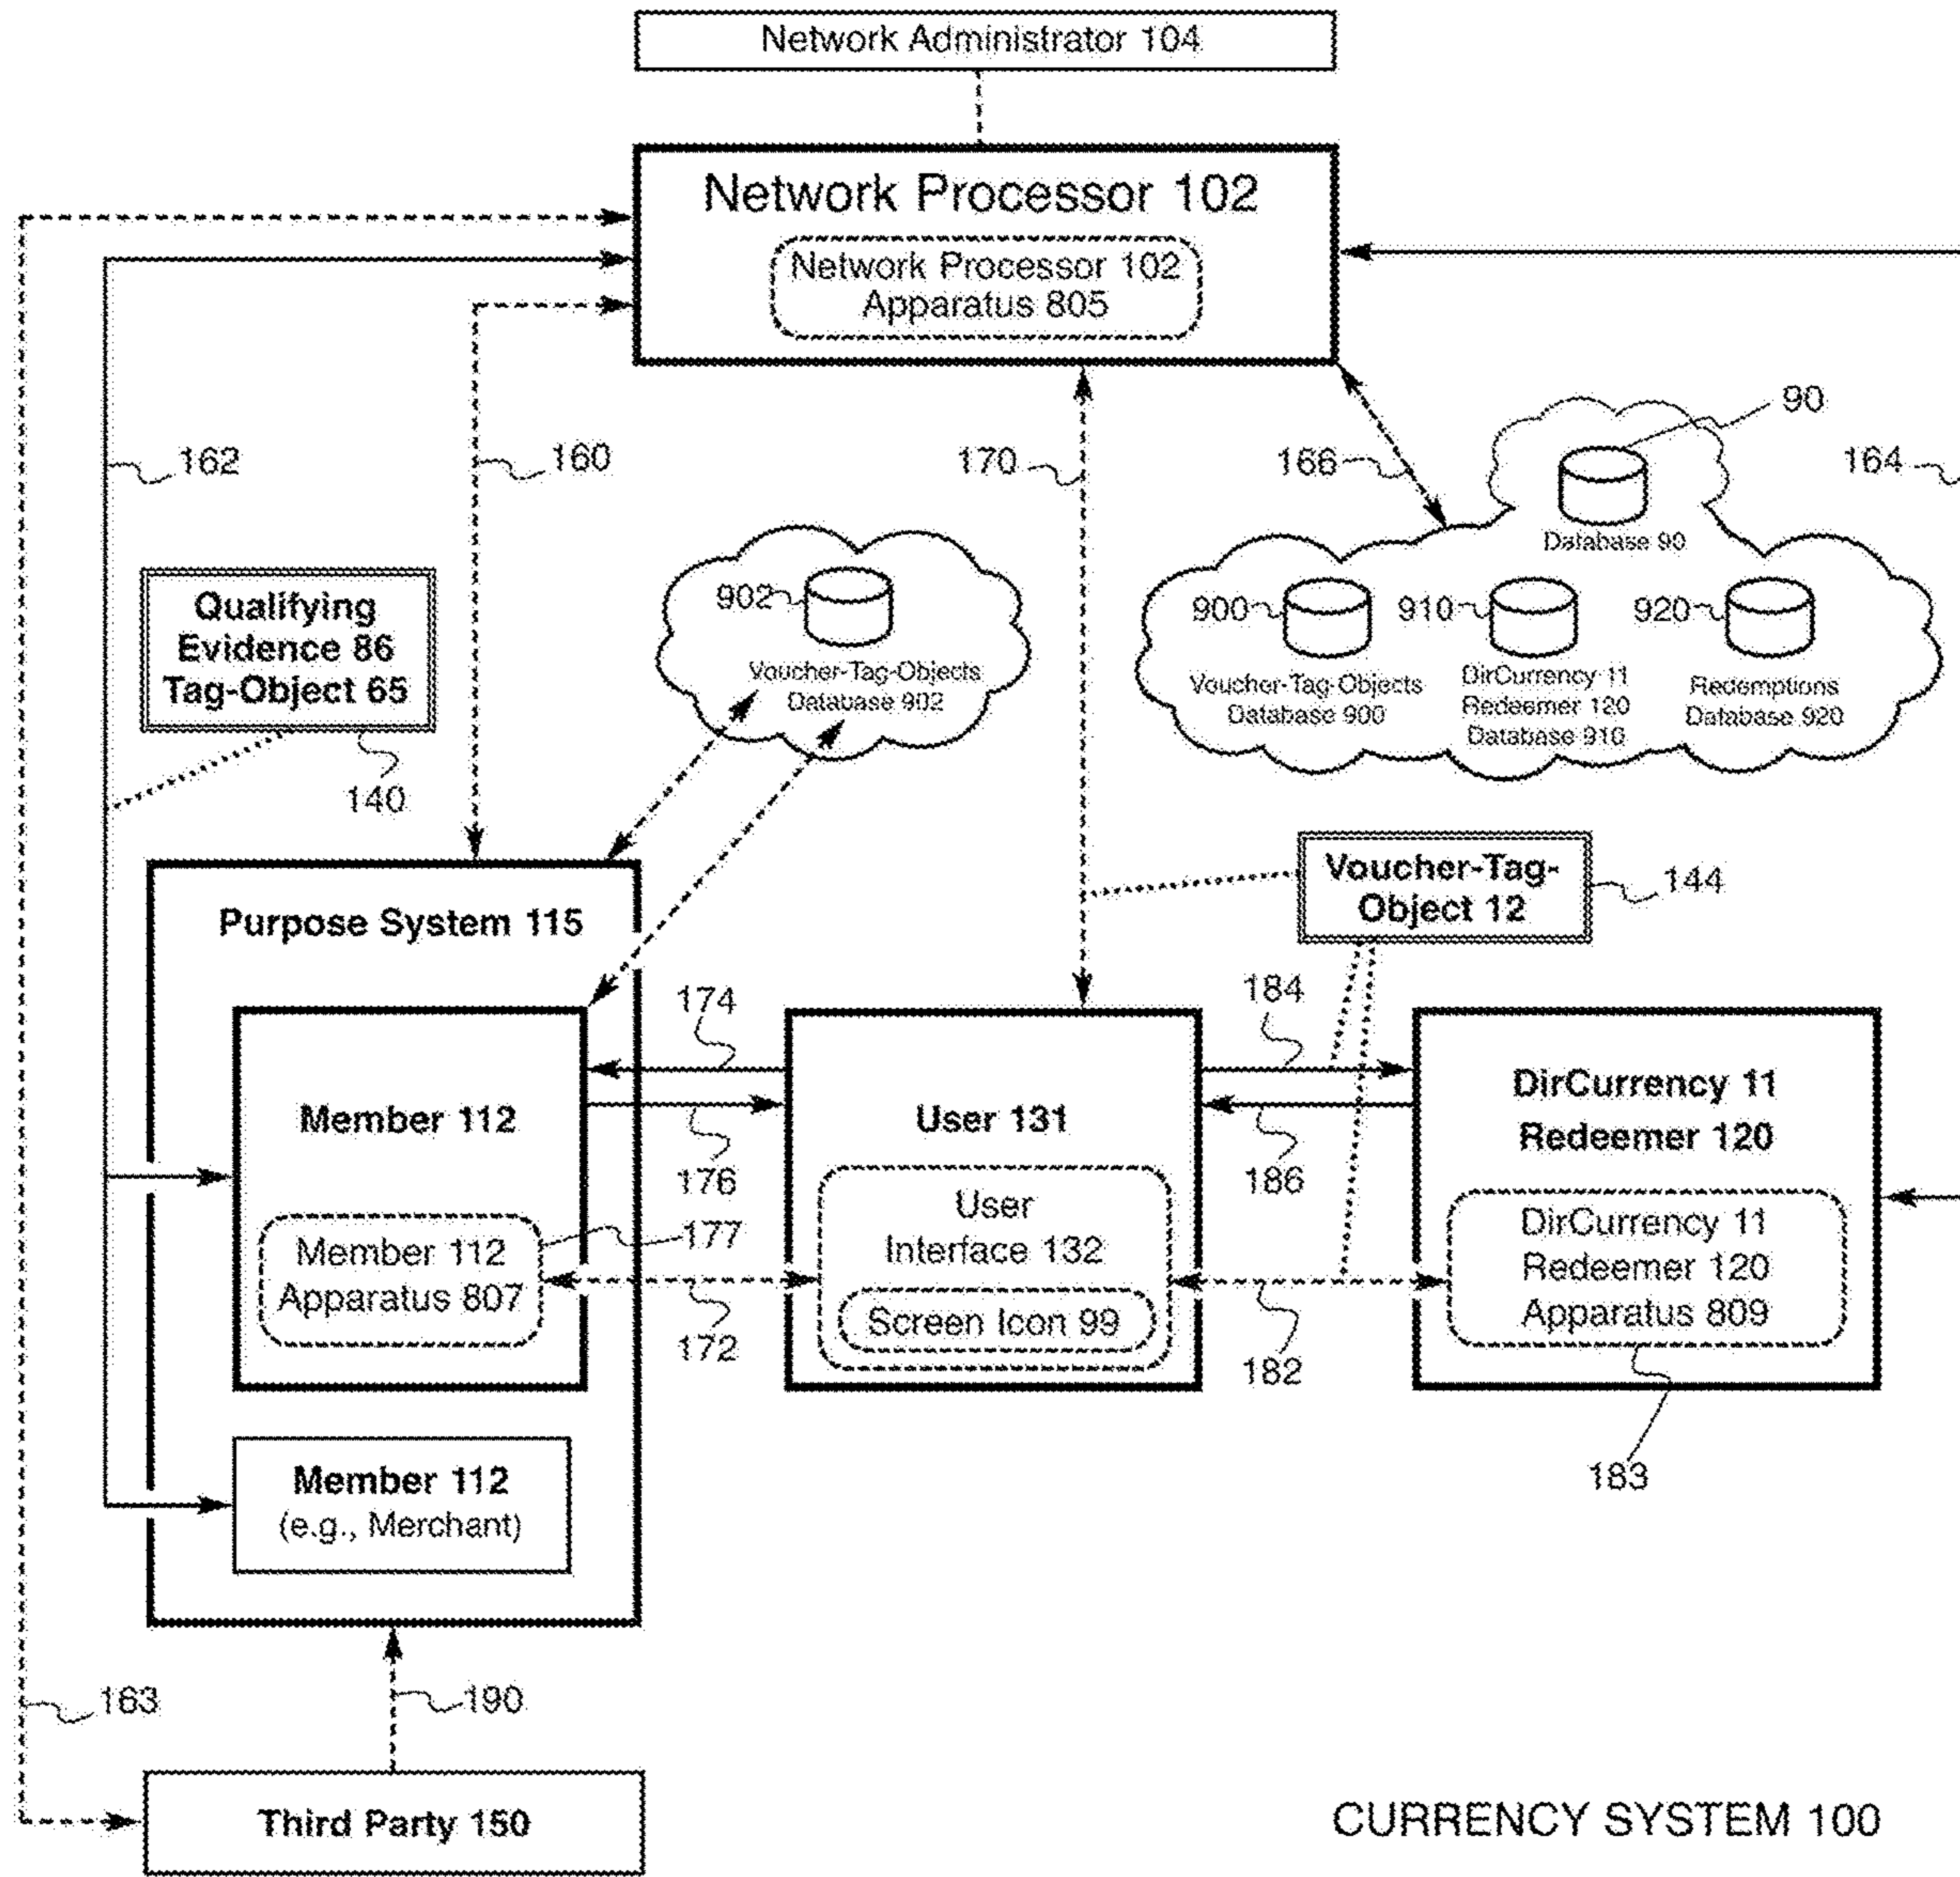 Network Administrator 104
Network Processor 102
Network Processor 102
Apparatus 805
162
160
170
166
90
164
Database 90
Qualifying
Evidence 86
Tag-Object 65
140
902
Voucher-Tag-Objects
Database 902
900
910
920
Voucher-Tag-Objects
Database 900
DirCurrency 11
Redeemer 120
Database 910
Redemptions
Database 920
Voucher-Tag-
Object 12
144
Purpose System 115
174
184
Member 112
176
User 131
186
DirCurrency 11
Redeemer 120
Member 112
Apparatus 807
177
172
User
Interface 132
Screen Icon 99
182
DirCurrency 11
Redeemer 120
Apparatus 809
183
Member 112
(e.g., Merchant)
163
190
Third Party 150
CURRENCY SYSTEM 100